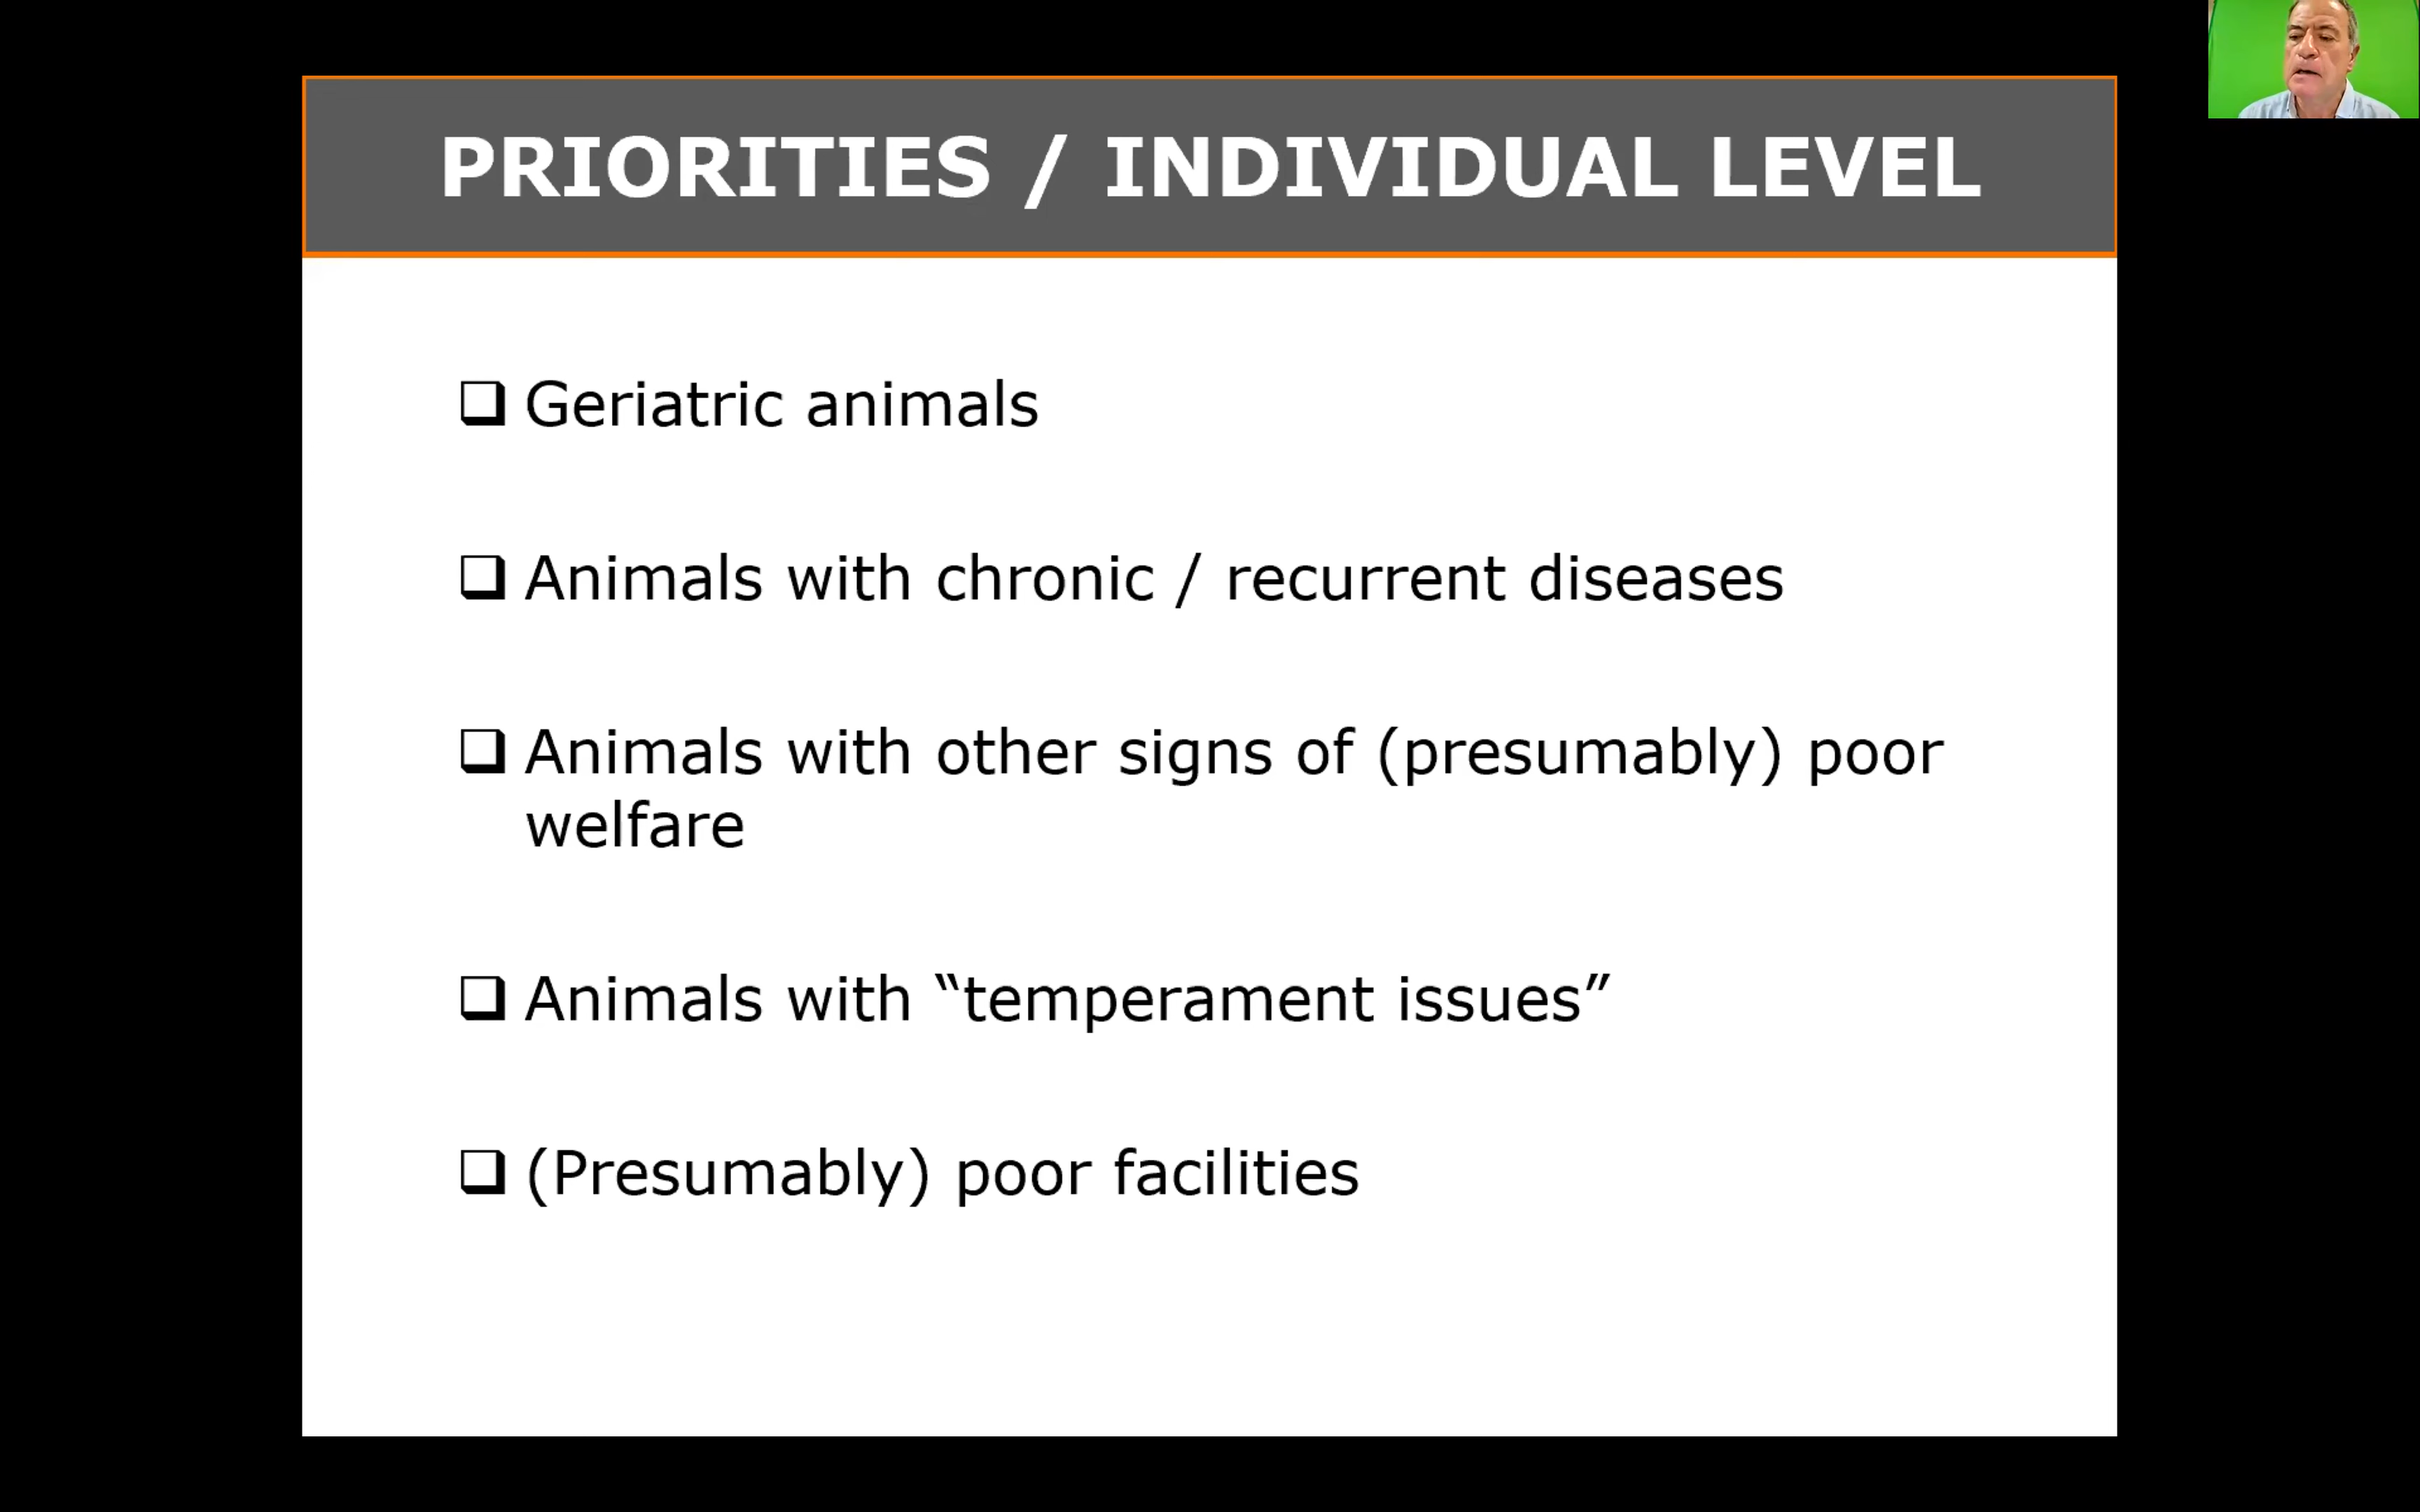 PRIORITIES / INDIVIDUAL LEVEL
Geriatric animals
Animals with chronic / recurrent diseases
Animals with other signs of (presumably) poor
welfare
Animals with “temperament issues”
(Presumably) poor facilities